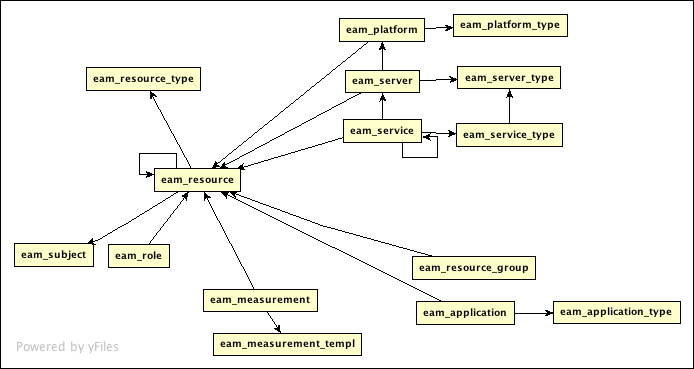 eam_platform
eam_platform_type
eam_resource_type
eam_server
eam_server_type
eam_service
eam_service_type
eam_resource
eam_subject
eam_role
eam_resource_group
eam_measurement
eam_application
eam_application_type
eam_measurement_templ
Powered by yFiles